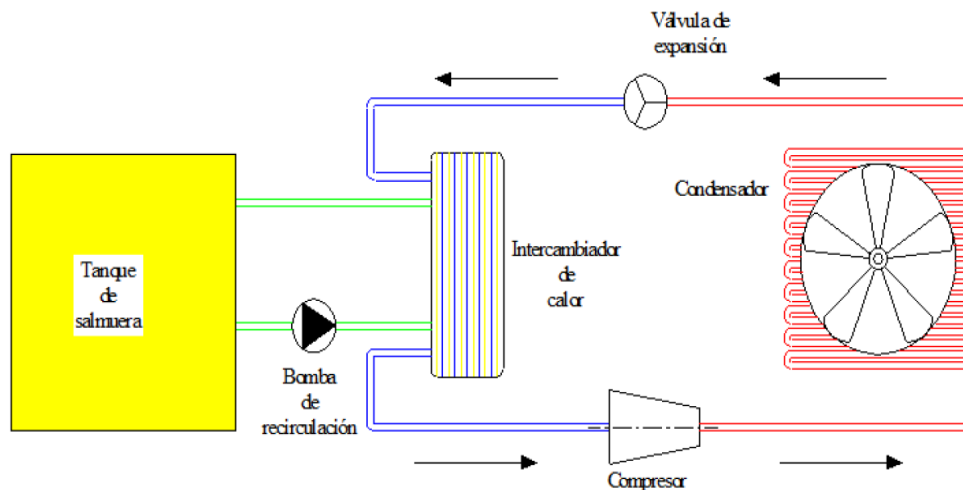 Válvula de
expansión
Condensador
Intercambiador
de
calor
Tanque
de
salmuera
Bomba
de
recirculación
Compresor